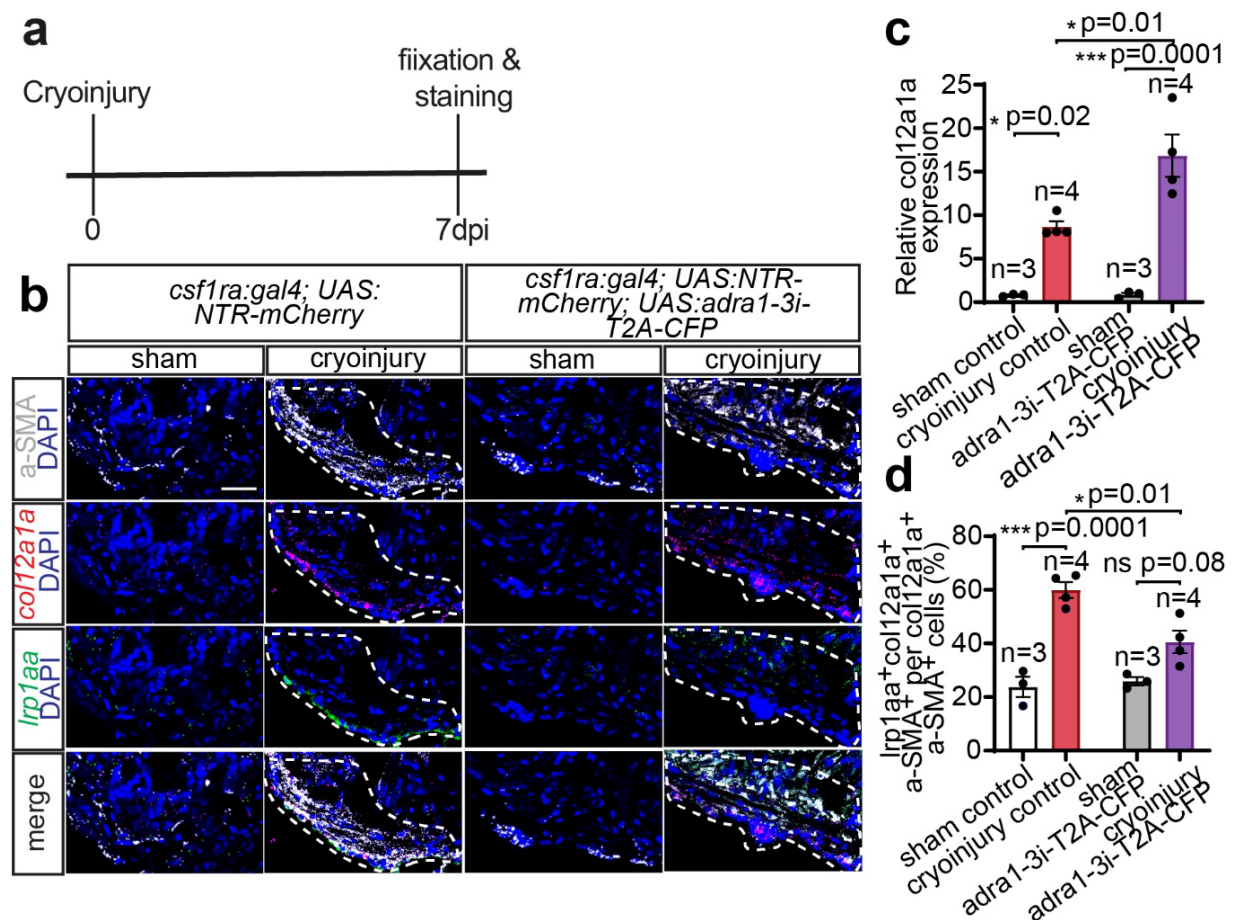 a
Cryoinjury
fiixation &
staining
0
7dpi
b
csf1ra:gal4; UAS:
NTR-mCherry
csf1ra:gal4; UAS:NTR-
mCherry; UAS:adra1-3i-
T2A-CFP
sham
cryoinjury
sham
cryoinjury
a-SMA
DAPI
col12a1a
DAPI
lrp1aa
DAPI
merge
c
* p=0.01
*** p=0.0001
n=4
* p=0.02
n=4
n=3
n=3
Relative col12a1a
expression
25
20
15
10
5
0
sham control
cryoinjury control
sham
adra1-3i-T2A-CFP
cryoinjury
adra1-3i-T2A-CFP
d
* p=0.01
*** p=0.0001
n=4
ns p=0.08
n=4
n=3
n=3
lrp1aa+col12a1a+
a-SMA+ per col12a1a+
a-SMA+ cells (%)
80
60
40
20
0
sham control
cryoinjury control
sham
adra1-3i-T2A-CFP
cryoinjury
adra1-3i-T2A-CFP